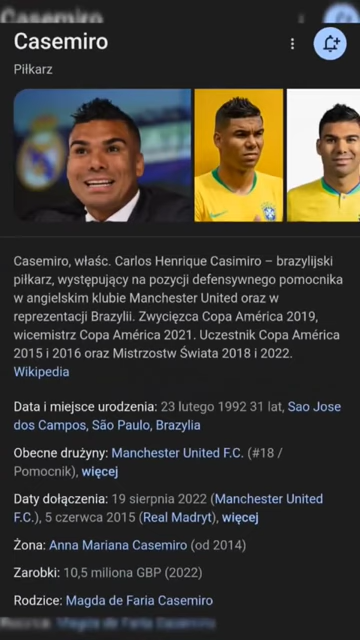 Casemiro
Piłkarz
Casemiro, właśc. Carlos Henrique Casimiro – brazylijski
piłkarz, występujący na pozycji defensywnego pomocnika
w angielskim klubie Manchester United oraz w
reprezentacji Brazylii. Zwycięzca Copa América 2019,
wicemistrz Copa América 2021. Uczestnik Copa América
2015 i 2016 oraz Mistrzostw Świata 2018 i 2022.
Wikipedia
Data i miejsce urodzenia: 23 lutego 1992 31 lat, Sao Jose
dos Campos, São Paulo, Brazylia
Obecne drużyny: Manchester United F.C. (#18 /
Pomocnik), więcej
Daty dołączenia: 19 sierpnia 2022 (Manchester United
F.C.), 5 czerwca 2015 (Real Madryt), więcej
Żona: Anna Mariana Casemiro (od 2014)
Zarobki: 10,5 miliona GBP (2022)
Rodzice: Magda de Faria Casemiro